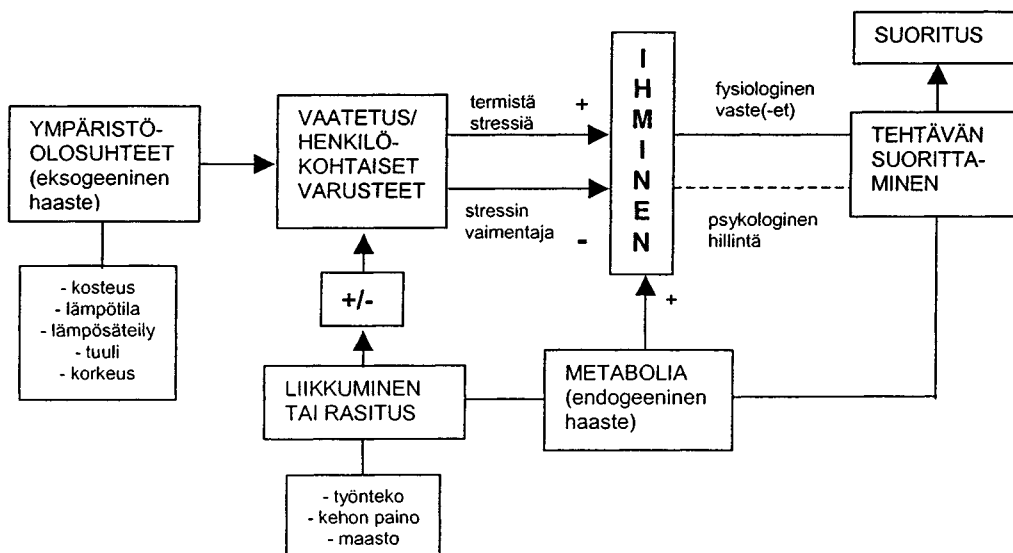 YMPÄRISTÖ-
OLOSUHTEET
(eksogeeninen
haaste)
- kosteus
- lämpötila
- lämpösäteily
- tuuli
- korkeus
VAATETUS/
HENKILÖ-
KOHTAISET
VARUSTEET
+/-
LIIKKUMINEN
TAI RASITUS
- työnteko
- kehon paino
- maasto
termistä
stressiä
+
stressin
vaimentaja
-
IHMINEN
+
METABOLIA
(endogeeninen
haaste)
fysiologinen
vaste(-et)
psykologinen
hillintä
SUORITUS
TEHTÄVÄN
SUORITTA-
MINEN